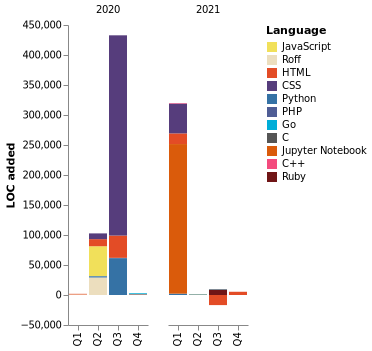 2020
2021
450,000
400,000
350,000
300,000
250,000
200,000
150,000
100,000
50,000
0
−50,000
LOC added
Q1
Q2
Q3
Q4
Q1
Q2
Q3
Q4
Language
JavaScript
Roff
HTML
CSS
Python
PHP
Go
C
Jupyter Notebook
C++
Ruby